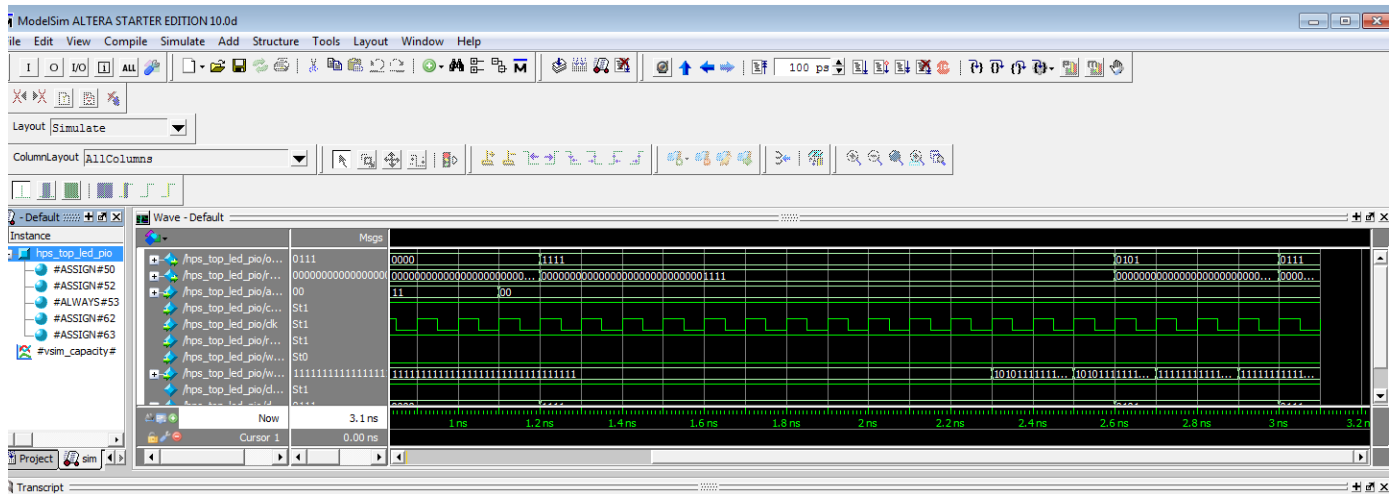 ModelSim ALTERA STARTER EDITION 10.0d
ile Edit View Compile Simulate Add Structure Tools Layout Window Help
I O I/O I ALL M 100 ps
Layout Simulate
ColumnLayout AllColumns
- Default Wave - Default
Instance Msgs
hps_top_led_pio
#ASSIGN#50
#ASSIGN#52
#ALWAYS#53
#ASSIGN#62
#ASSIGN#63
#vsim_capacity#
/hps_top_led_pio/o... 0111 0000 1111 0101 0111
/hps_top_led_pio/r... 00000000000000000000000000001111 0000...
/hps_top_led_pio/a... 00 11 00
/hps_top_led_pio/c... St1
/hps_top_led_pio/clk St1
/hps_top_led_pio/r... St1
/hps_top_led_pio/w... St0
/hps_top_led_pio/w... 11111111111111111111111111111111 10101111111... 10101111111... 11111111111... 11111111111...
/hps_top_led_pio/d... St1
Now 3.1 ns
1 ns 1.2 ns 1.4 ns 1.6 ns 1.8 ns 2 ns 2.2 ns 2.4 ns 2.6 ns 2.8 ns 3 ns 3.2 n
Cursor 1 0.00 ns
Project sim
Transcript